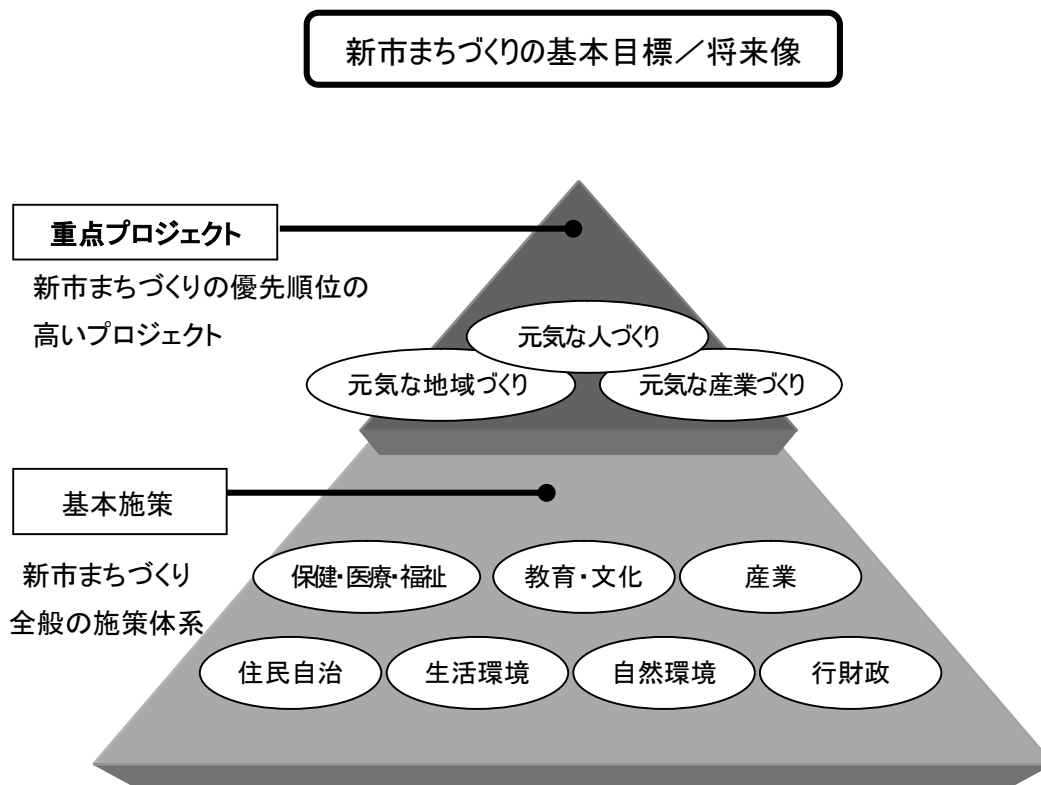 新市まちづくりの基本目標／将来像
重点プロジェクト
新市まちづくりの優先順位の
高いプロジェクト
元気な人づくり
元気な地域づくり
元気な産業づくり
基本施策
新市まちづくり
全般の施策体系
保健・医療・福祉
教育・文化
産業
住民自治
生活環境
自然環境
行財政